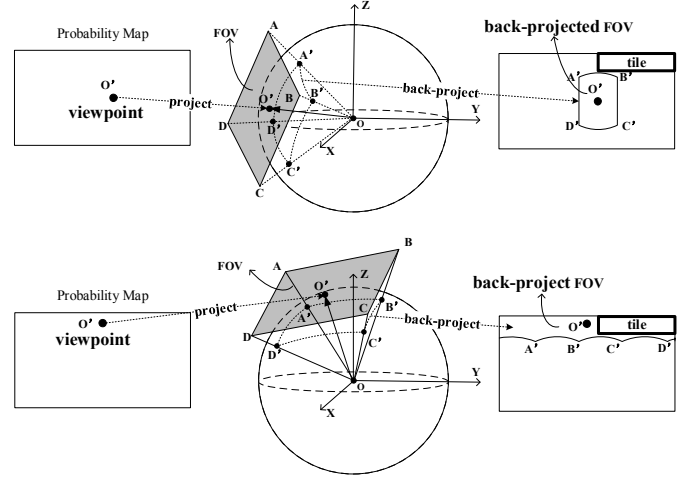 Probability Map
O'
viewpoint
project
FOV
A
A'
B
B'
O'
D
D'
C
C'
O
X
Y
Z
back-project
back-projected FOV
tile
A'
B'
O'
D'
C'
Probability Map
O'
viewpoint
project
FOV
A
B
O'
A'
Z
C
B'
D
D'
C'
O
X
Y
back-project
back-project FOV
O'
tile
A'
B'
C'
D'